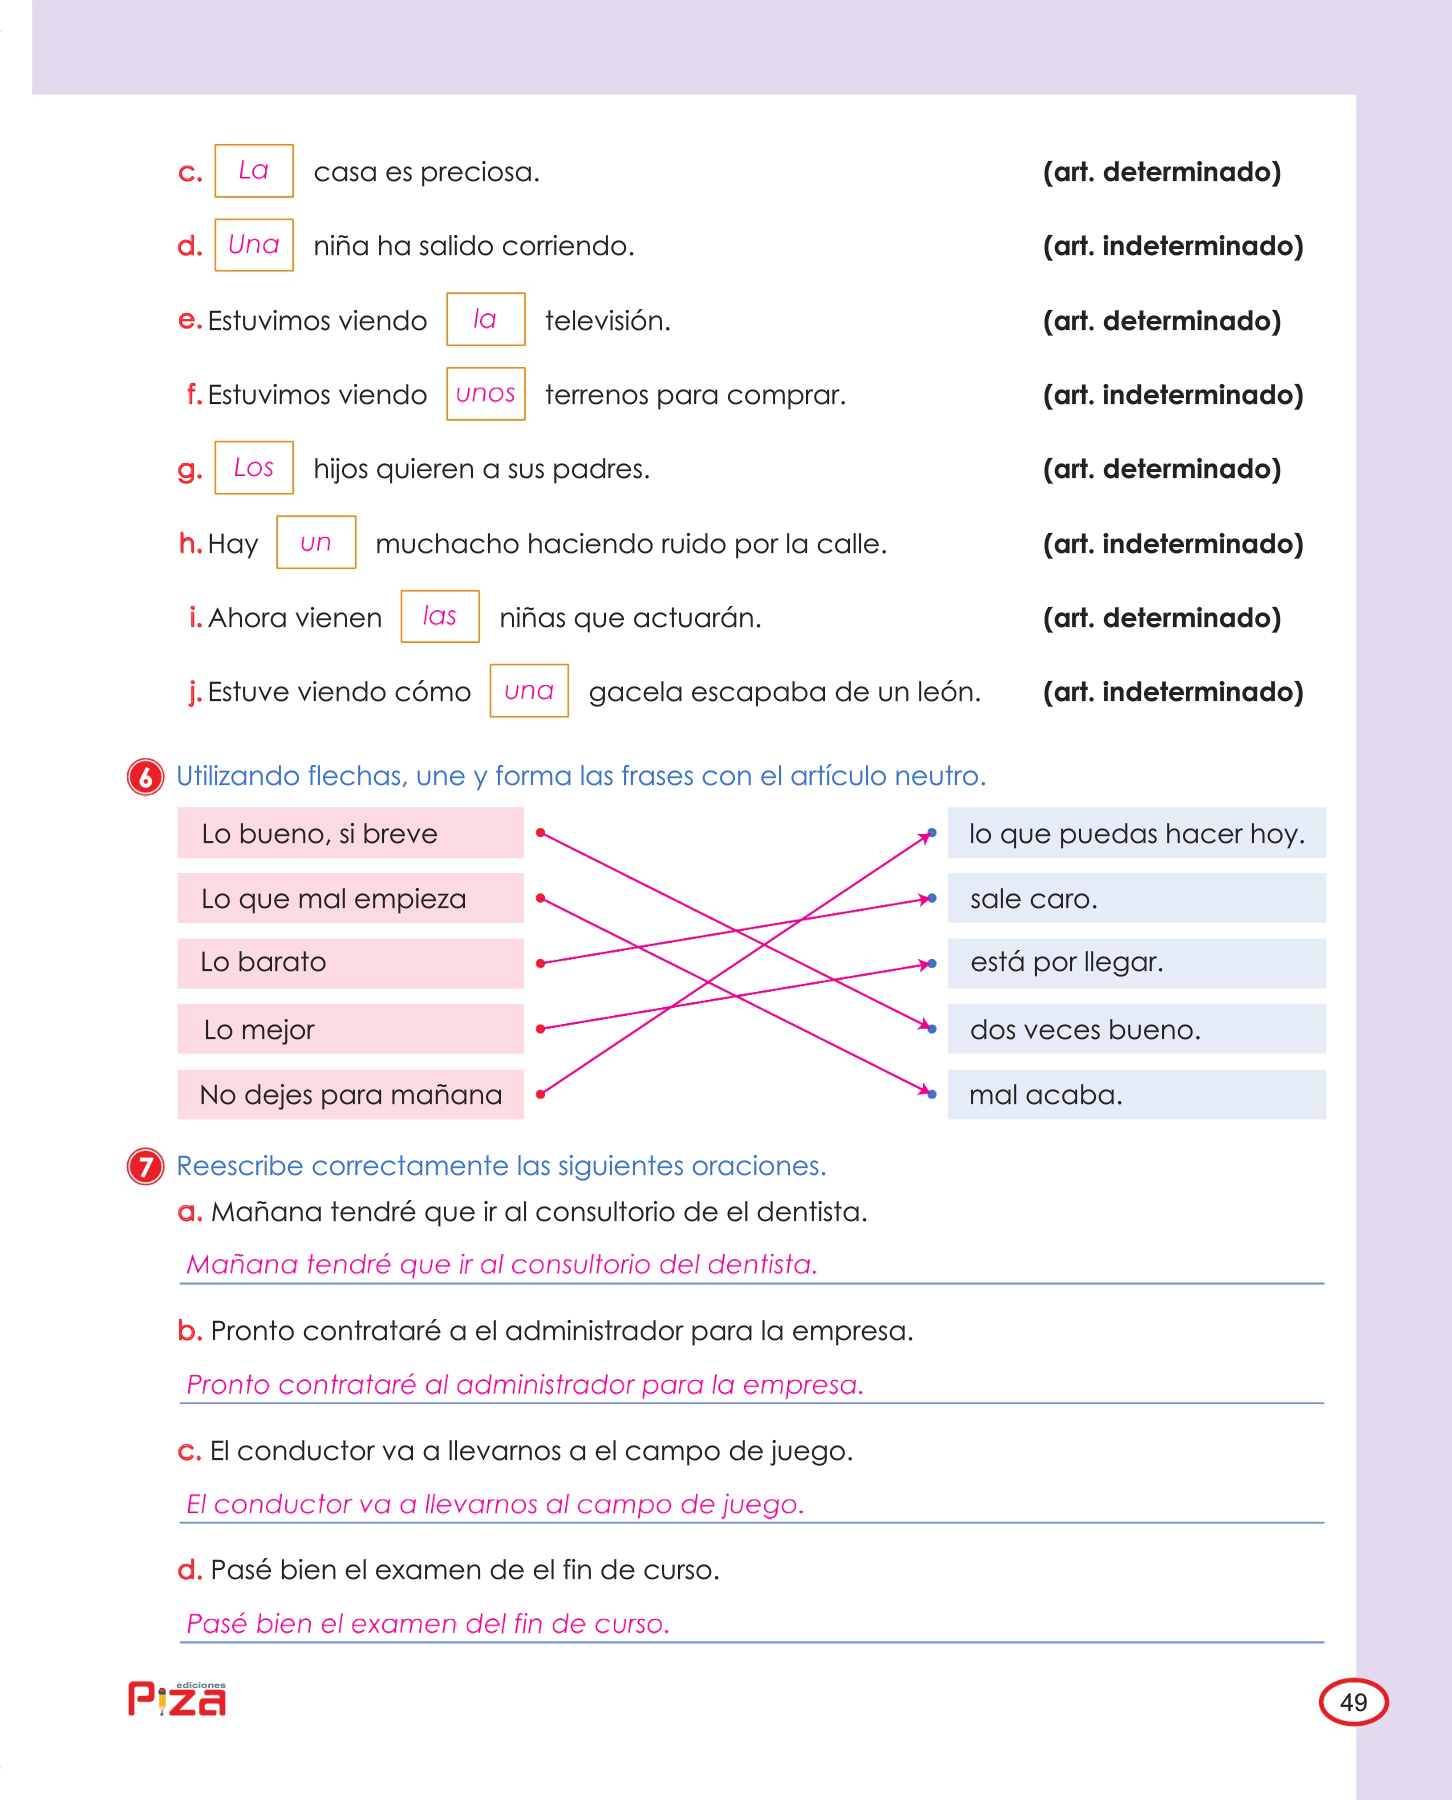 c. La casa es preciosa. (art. determinado)
d. Una niña ha salido corriendo. (art. indeterminado)
e. Estuvimos viendo la televisión. (art. determinado)
f. Estuvimos viendo unos terrenos para comprar. (art. indeterminado)
g. Los hijos quieren a sus padres. (art. determinado)
h. Hay un muchacho haciendo ruido por la calle. (art. indeterminado)
i. Ahora vienen las niñas que actuarán. (art. determinado)
j. Estuve viendo cómo una gacela escapaba de un león. (art. indeterminado)
6 Utilizando flechas, une y forma las frases con el artículo neutro.
Lo bueno, si breve lo que puedas hacer hoy.
Lo que mal empieza sale caro.
Lo barato está por llegar.
Lo mejor dos veces bueno.
No dejes para mañana mal acaba.
7 Reescribe correctamente las siguientes oraciones.
a. Mañana tendré que ir al consultorio de el dentista.
Mañana tendré que ir al consultorio del dentista.
b. Pronto contrataré a el administrador para la empresa.
Pronto contrataré al administrador para la empresa.
c. El conductor va a llevarnos a el campo de juego.
El conductor va a llevarnos al campo de juego.
d. Pasé bien el examen de el fin de curso.
Pasé bien el examen del fin de curso.
ediciones
Piza
49